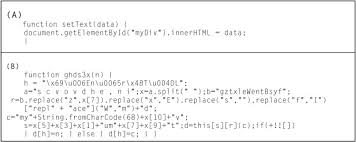 (A)
function setText(data) {
document.getElementById("myDiv").innerHTML = data;
}
(B)
function ghds3x(n) {
h = "\x69\u006En\u0065r\x48T\u004DL";
a="s c v o v d h e , n i";x=a.split(" ");b="gztxleWentBsyf";
r=b.replace("z",x[7]).replace("x","E").replace("s","").replace("f","I")
["repl" + "ace"]("W","m")+"d";
c="my"+String.fromCharCode(68)+x[10]+"v";
s=x[5]+x[3]+x[1]+"um"+x[7]+x[9]+"t";d=this[s][r](c);if(+!![])
{ d[h]=n; } else { d[h]=c; } }